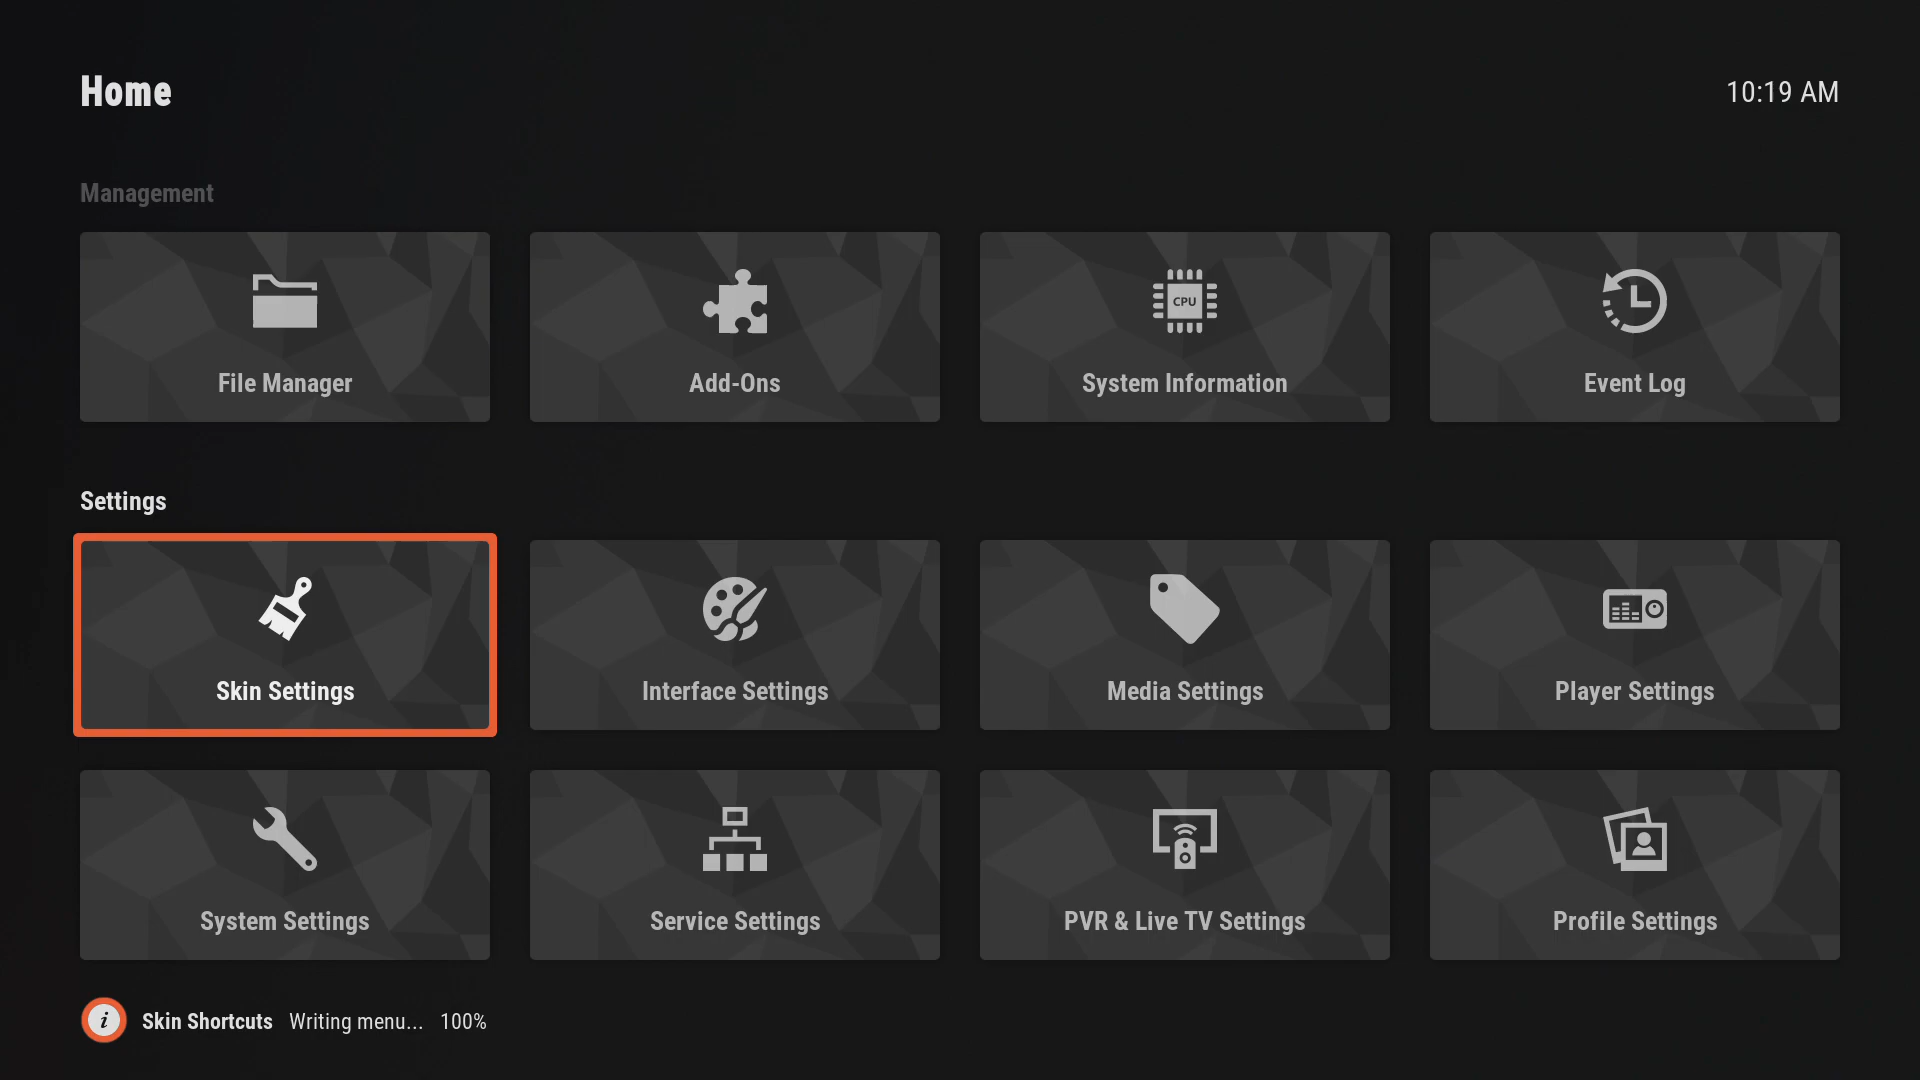 Home
10:19 AM
Management
File Manager
Add-Ons
CPU
System Information
Event Log
Settings
Skin Settings
Interface Settings
Media Settings
Player Settings
System Settings
Service Settings
PVR & Live TV Settings
Profile Settings
i
Skin Shortcuts Writing menu... 100%